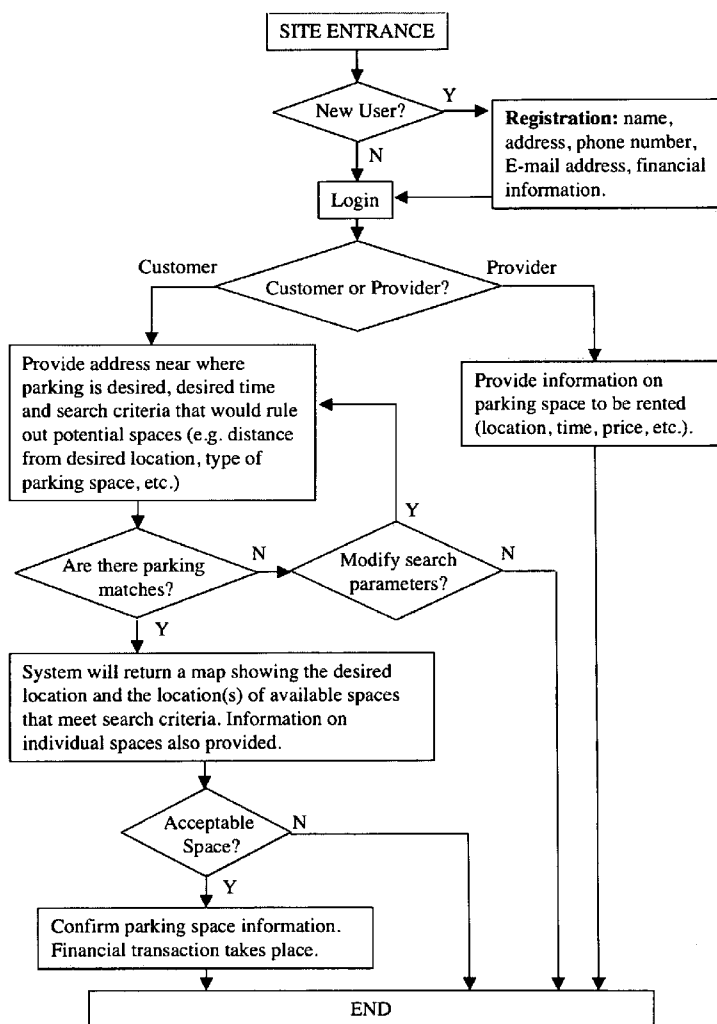 SITE ENTRANCE
New User?
Y
N
Registration: name,
address, phone number,
E-mail address, financial
information.
Login
Customer
Customer or Provider?
Provider
Provide address near where
parking is desired, desired time
and search criteria that would rule
out potential spaces (e.g. distance
from desired location, type of
parking space, etc.)
Provide information on
parking space to be rented
(location, time, price, etc.).
Are there parking
matches?
N
Y
Modify search
parameters?
Y
N
System will return a map showing the desired
location and the location(s) of available spaces
that meet search criteria. Information on
individual spaces also provided.
Acceptable
Space?
N
Y
Confirm parking space information.
Financial transaction takes place.
END